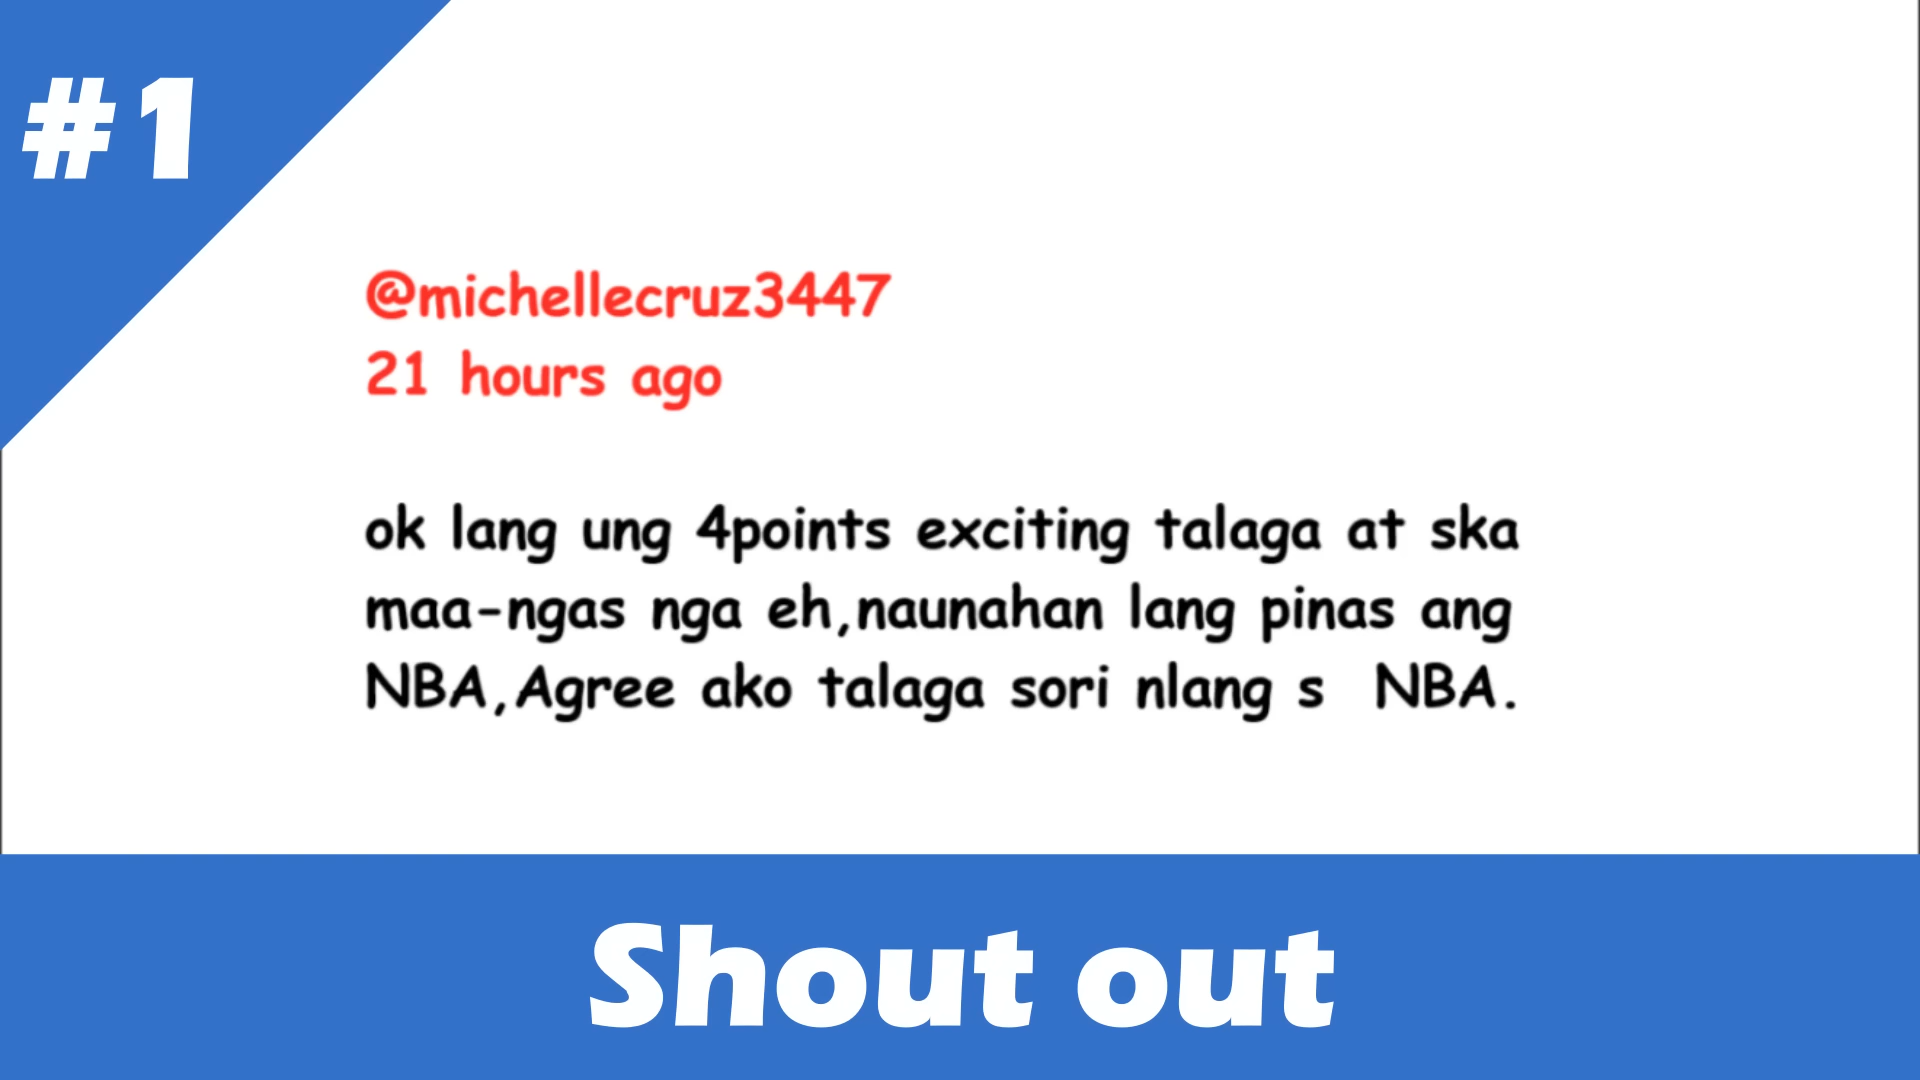 #1
@michellecruz3447
21 hours ago
ok lang ung 4points exciting talaga at ska
maa-ngas nga eh,naunahan lang pinas ang
NBA,Agree ako talaga sori nlang s  NBA.
Shout out